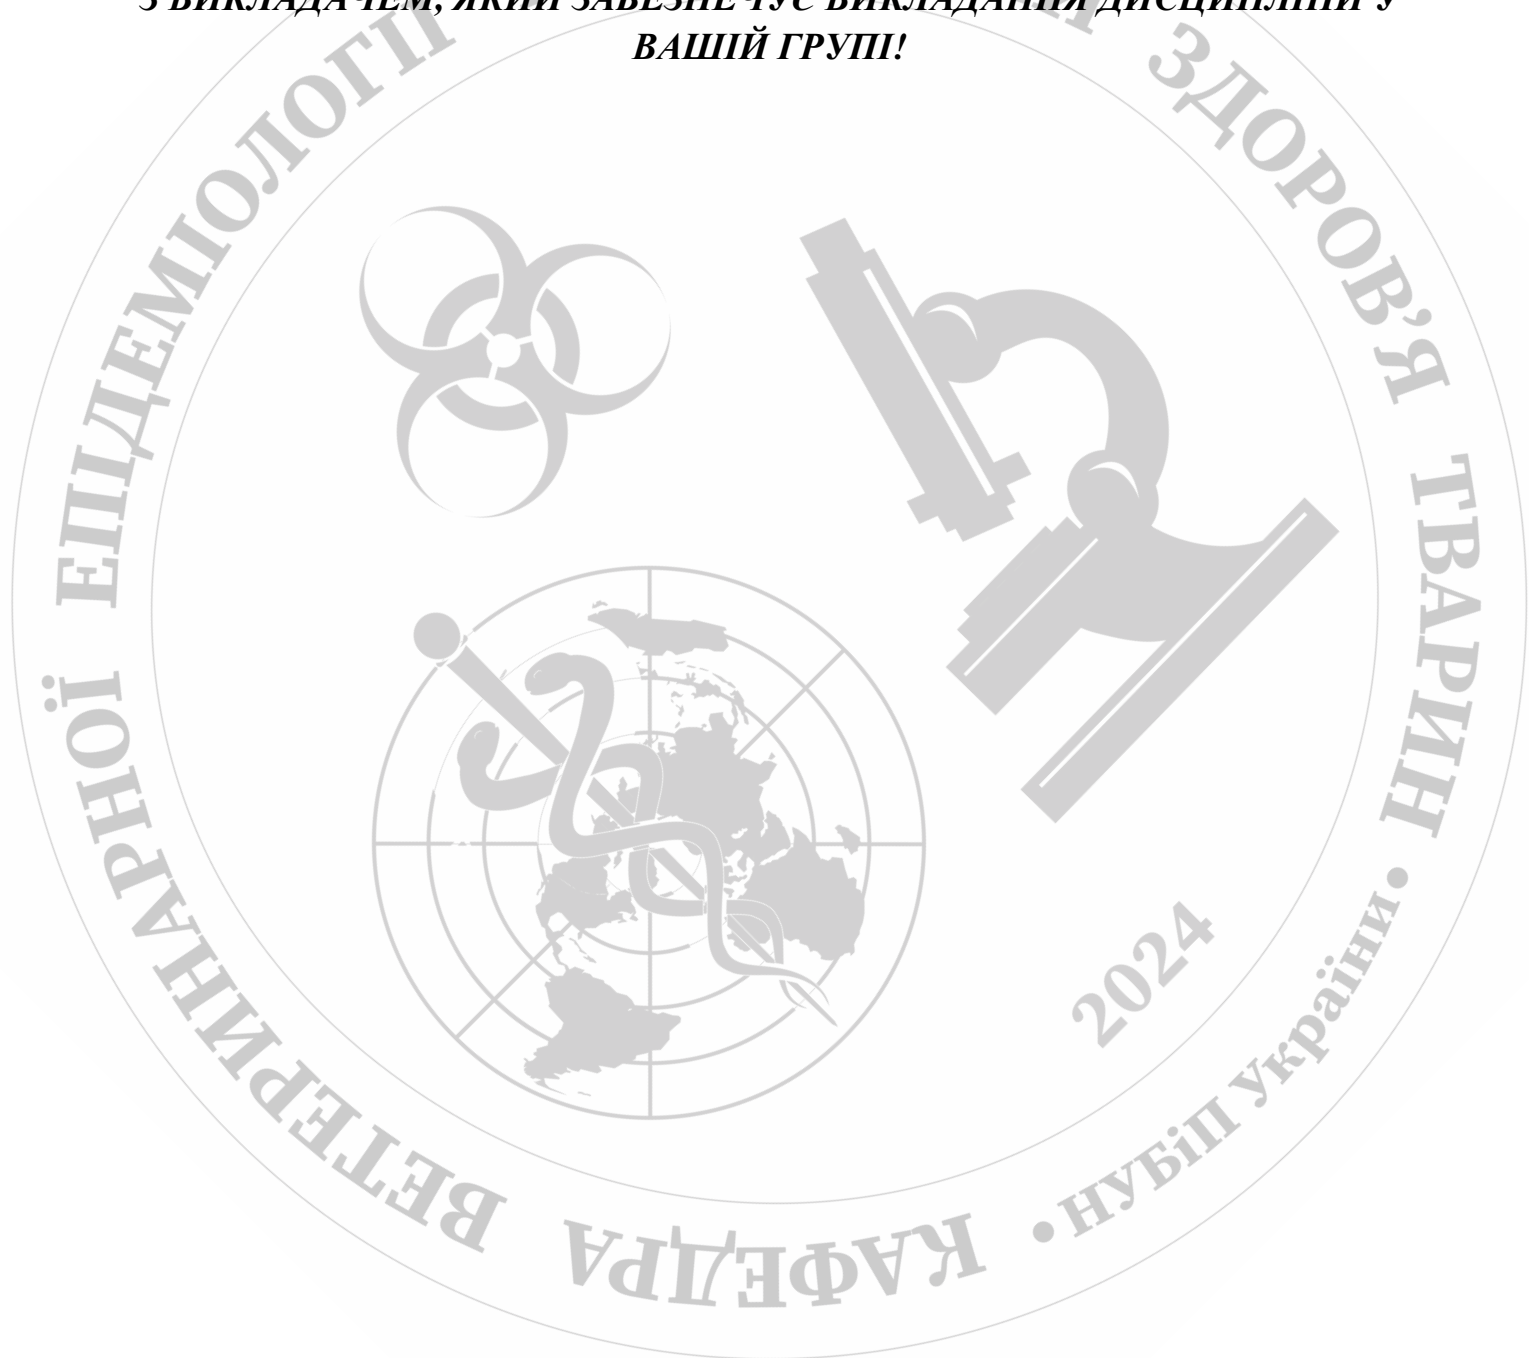 З ВИКЛАДАЧЕМ, ЯКИЙ ЗАБЕЗПЕЧУЄ ВИКЛАДАННЯ ДИСЦИПЛІНИ У
ВАШІЙ ГРУПІ!
КАФЕДРА ВЕТЕРИНАРНОЇ ЕПІДЕМІОЛОГІЇ
ЗДОРОВ’Я ТВАРИН
• НУБіП України •
2024